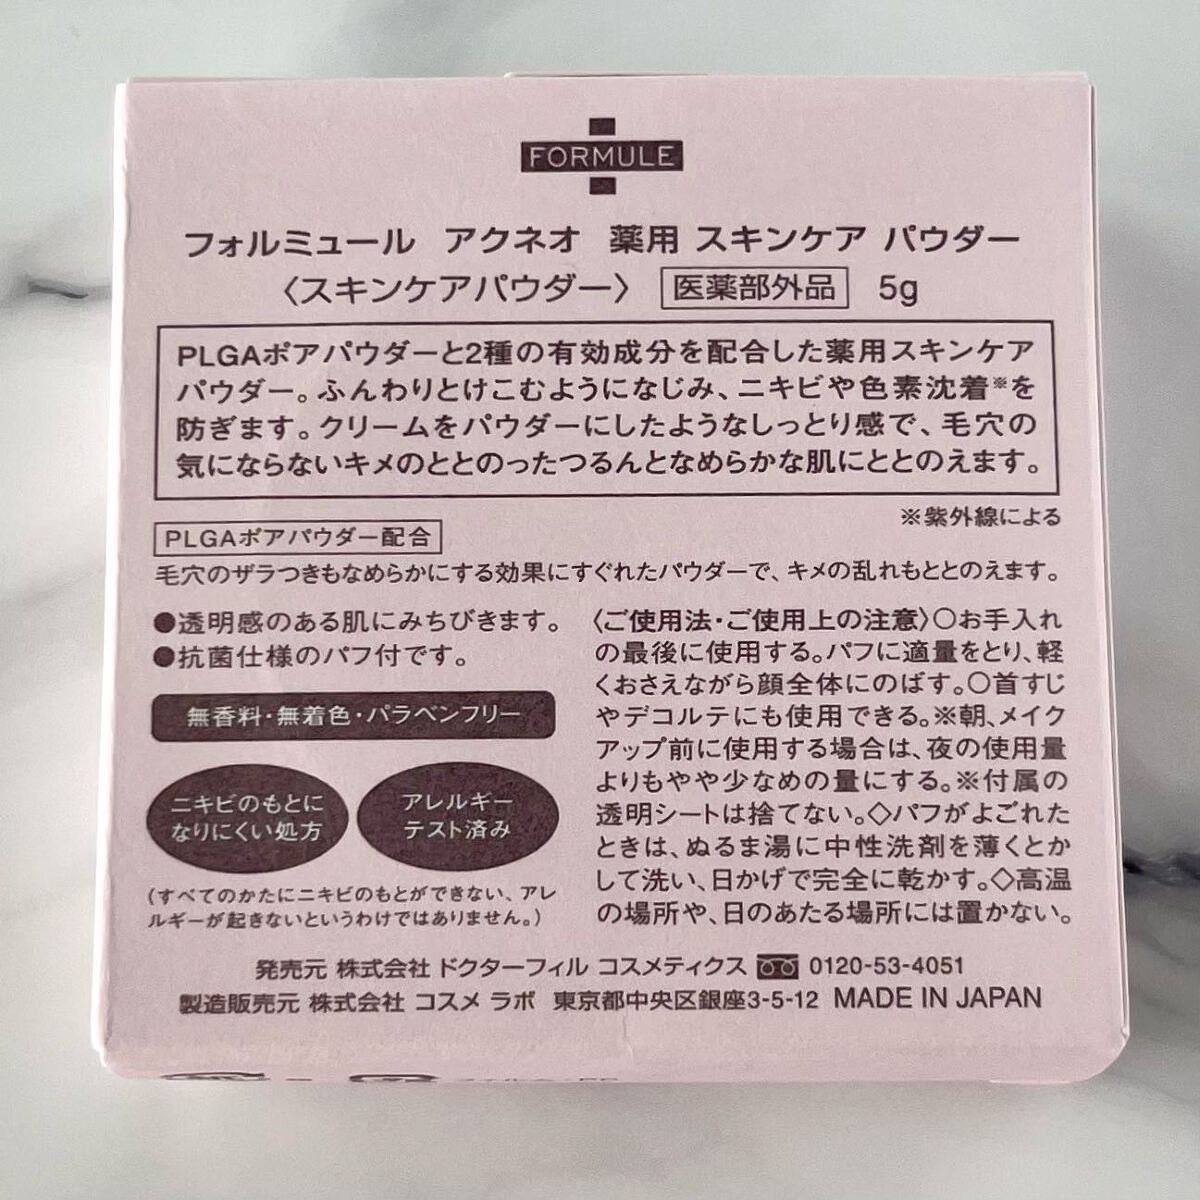 FORMULE
フォルミュール アクネオ 薬用 スキンケア パウダー
〈スキンケアパウダー〉 医薬部外品 5g
PLGAポアパウダーと2種の有効成分を配合した薬用スキンケア
パウダー。ふんわりとけこむようになじみ、ニキビや色素沈着※を
防ぎます。クリームをパウダーにしたようなしっとり感で、毛穴の
気にならないキメのととのったつるんとなめらかな肌にととのえます。
※紫外線による
PLGAポアパウダー配合
毛穴のザラつきもなめらかにする効果にすぐれたパウダーで、キメの乱れもととのえます。
●透明感のある肌にみちびきます。
●抗菌仕様のパフ付です。
無香料・無着色・パラベンフリー
ニキビのもとに
なりにくい処方
アレルギー
テスト済み
(すべてのかたにニキビのもとができない、アレ
ルギーが起きないというわけではありません。)
〈ご使用法・ご使用上の注意〉○お手入れ
の最後に使用する。パフに適量をとり、軽
くおさえながら顔全体にのばす。○首すじ
やデコルテにも使用できる。※朝、メイク
アップ前に使用する場合は、夜の使用量
よりもやや少なめの量にする。※付属の
透明シートは捨てない。◇パフがよごれた
ときは、ぬるま湯に中性洗剤を薄くとか
して洗い、日かげで完全に乾かす。◇高温
の場所や、日のあたる場所には置かない。
発売元 株式会社 ドクターフィル コスメティクス 0120-53-4051
製造販売元 株式会社 コスメ ラボ 東京都中央区銀座3-5-12 MADE IN JAPAN